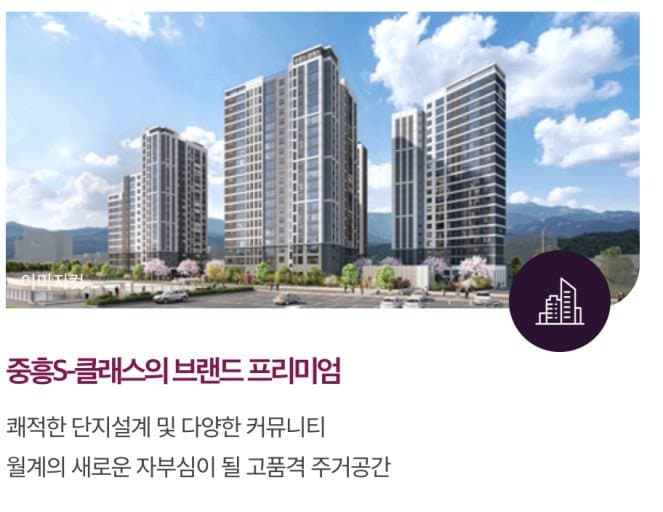 이미지컷
중흥S-클래스의 브랜드 프리미엄
쾌적한 단지설계 및 다양한 커뮤니티
월계의 새로운 자부심이 될 고품격 주거공간